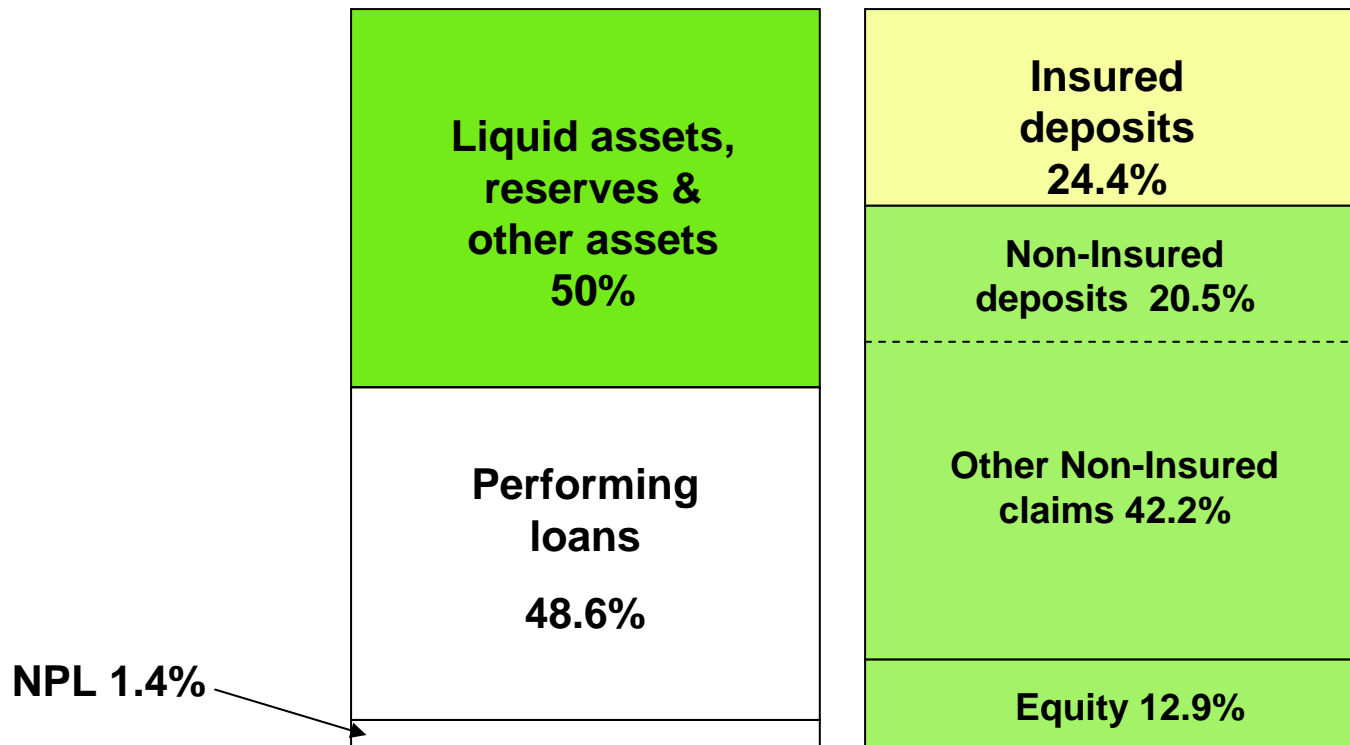 Liquid assets,
reserves &
other assets
50%
Performing
loans
48.6%
NPL 1.4%
Insured
deposits
24.4%
Non-Insured
deposits 20.5%
Other Non-Insured
claims 42.2%
Equity 12.9%